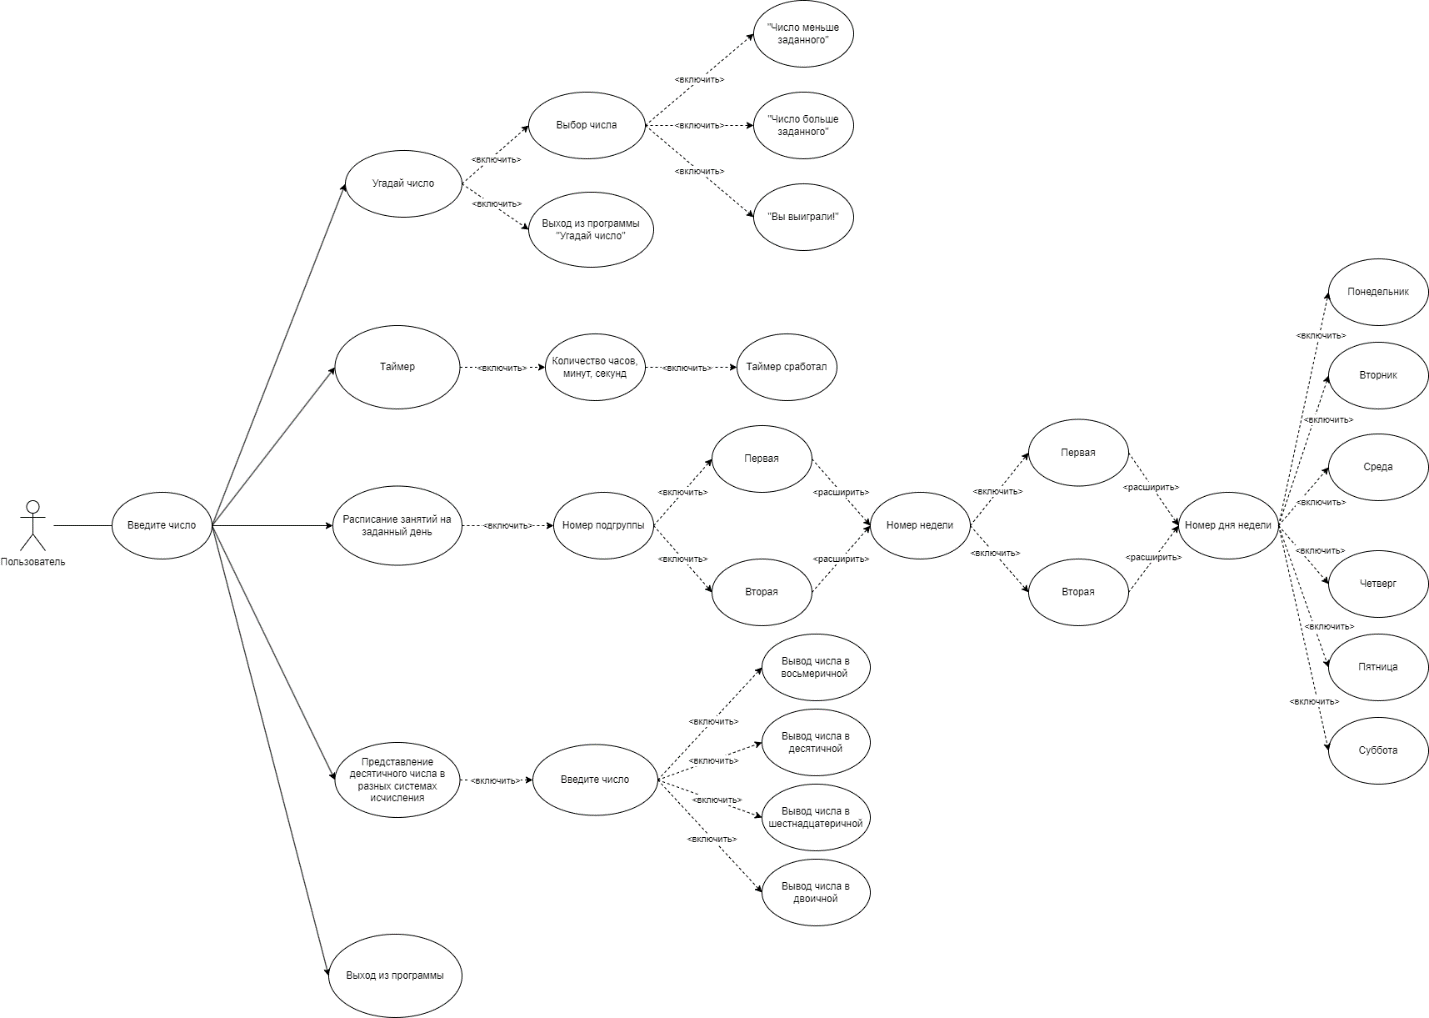 "Число меньше
заданного"
<включить>
Выбор числа
<включить>
"Число больше
заданного"
<включить>
<включить>
Угадай число
<включить>
Выход из программы
"Угадай число"
"Вы выиграли!"
Понедельник
<включить>
Таймер
<включить>
Количество часов,
минут, секунд
<включить>
Таймер сработал
Вторник
<включить>
Первая
Первая
Среда
<включить>
<расширить>
<включить>
<расширить>
<включить>
Пользователь
Введите число
Расписание занятий на
заданный день
<включить>
Номер подгруппы
Номер недели
Номер дня недели
<включить>
<расширить>
<включить>
<расширить>
<включить>
Вторая
Вторая
Четверг
<включить>
Пятница
<включить>
Суббота
Вывод числа в
восьмеричной
<включить>
Вывод числа в
десятичной
<включить>
Представление
десятичного числа в
разных системах
исчисления
<включить>
Введите число
<включить>
Вывод числа в
шестнадцатеричной
<включить>
Вывод числа в
двоичной
Выход из программы